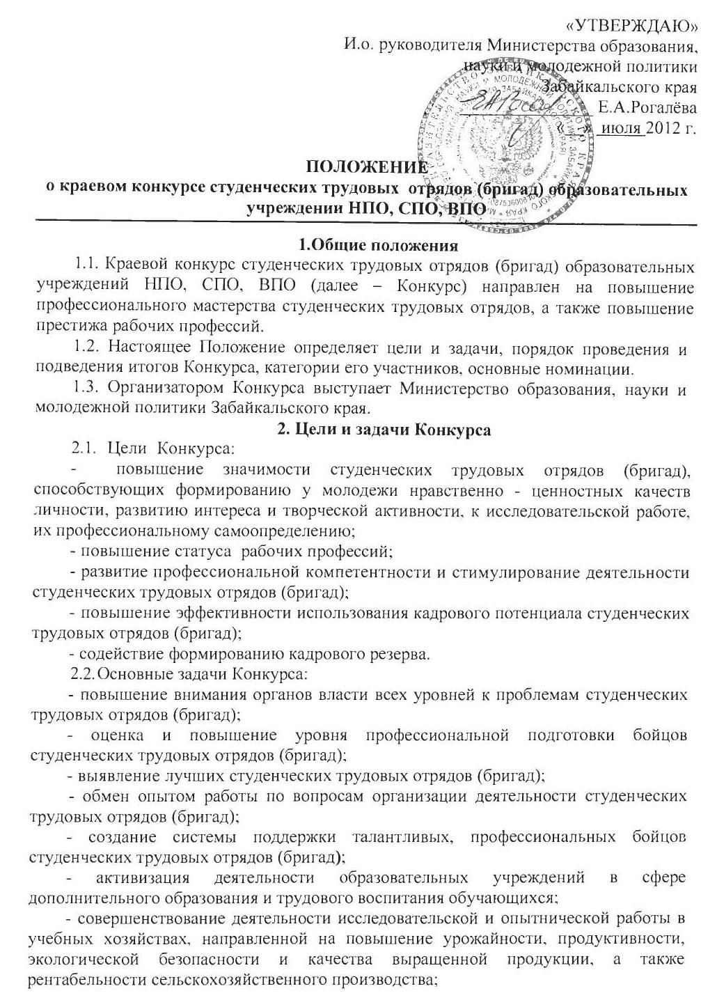 «УТВЕРЖДАЮ»
И.о. руководителя Министерства образования,
науки и молодежной политики
Забайкальского края
Е.А.Рогалёва
« » июля 2012 г.
ПОЛОЖЕНИЕ
о краевом конкурсе студенческих трудовых отрядов (бригад) образовательных
учреждении НПО, СПО, ВПО
1.Общие положения
1.1. Краевой конкурс студенческих трудовых отрядов (бригад) образовательных
учреждений НПО, СПО, ВПО (далее – Конкурс) направлен на повышение
профессионального мастерства студенческих трудовых отрядов, а также повышение
престижа рабочих профессий.
1.2. Настоящее Положение определяет цели и задачи, порядок проведения и
подведения итогов Конкурса, категории его участников, основные номинации.
1.3. Организатором Конкурса выступает Министерство образования, науки и
молодежной политики Забайкальского края.
2. Цели и задачи Конкурса
2.1. Цели Конкурса:
- повышение значимости студенческих трудовых отрядов (бригад),
способствующих формированию у молодежи нравственно - ценностных качеств
личности, развитию интереса и творческой активности, к исследовательской работе,
их профессиональному самоопределению;
- повышение статуса рабочих профессий;
- развитие профессиональной компетентности и стимулирование деятельности
студенческих трудовых отрядов (бригад);
- повышение эффективности использования кадрового потенциала студенческих
трудовых отрядов (бригад);
- содействие формированию кадрового резерва.
2.2. Основные задачи Конкурса:
- повышение внимания органов власти всех уровней к проблемам студенческих
трудовых отрядов (бригад);
- оценка и повышение уровня профессиональной подготовки бойцов
студенческих трудовых отрядов (бригад);
- выявление лучших студенческих трудовых отрядов (бригад);
- обмен опытом работы по вопросам организации деятельности студенческих
трудовых отрядов (бригад);
- создание системы поддержки талантливых, профессиональных бойцов
студенческих трудовых отрядов (бригад);
- активизация деятельности образовательных учреждений в сфере
дополнительного образования и трудового воспитания обучающихся;
- совершенствование деятельности исследовательской и опытнической работы в
учебных хозяйствах, направленной на повышение урожайности, продуктивности,
экологической безопасности и качества выращенной продукции, а также
рентабельности сельскохозяйственного производства;